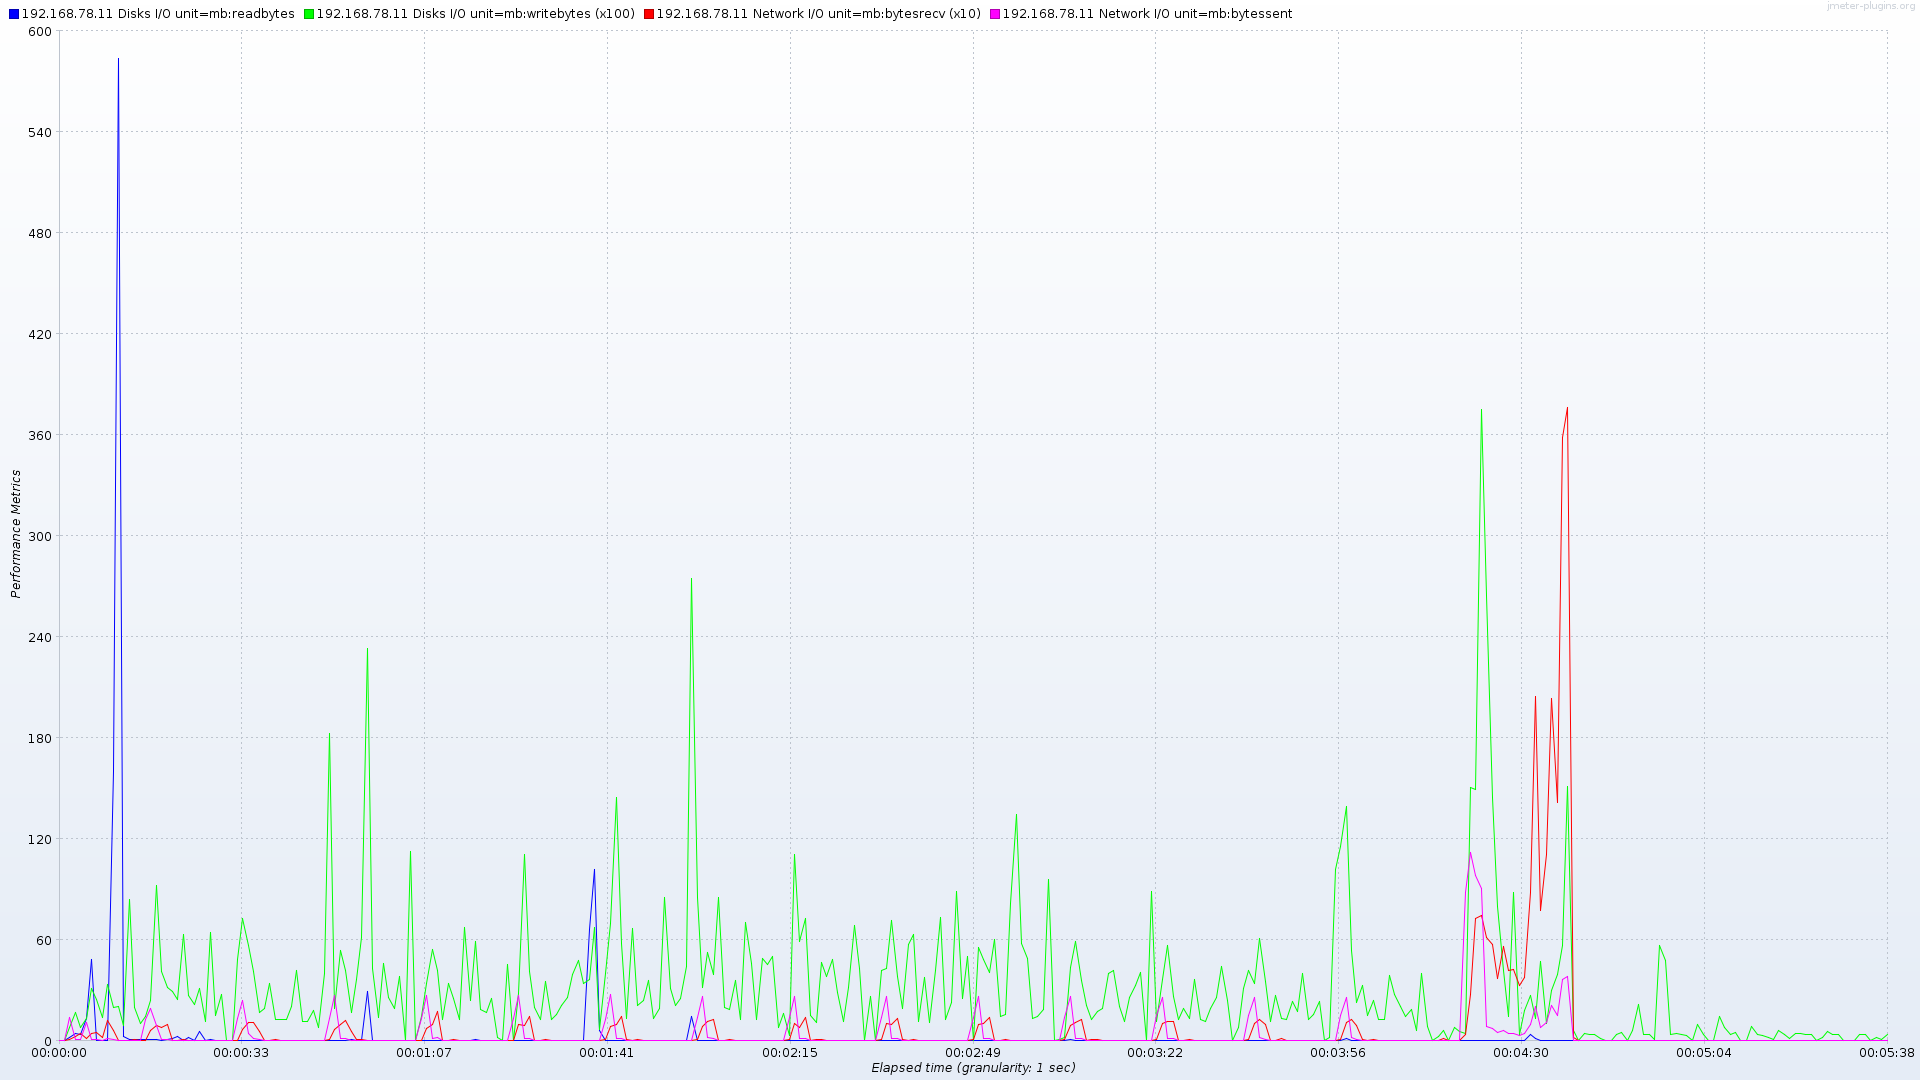 192.168.78.11 Disks I/O unit=mb:readbytes 192.168.78.11 Disks I/O unit=mb:writebytes (x100) 192.168.78.11 Network I/O unit=mb:bytesrecv (x10) 192.168.78.11 Network I/O unit=mb:bytessent
jmeter-plugins.org
600
540
480
420
360
300
240
180
120
60
0
Performance Metrics
00:00:00 00:00:33 00:01:07 00:01:41 00:02:15 00:02:49 00:03:22 00:03:56 00:04:30 00:05:04 00:05:38
Elapsed time (granularity: 1 sec)